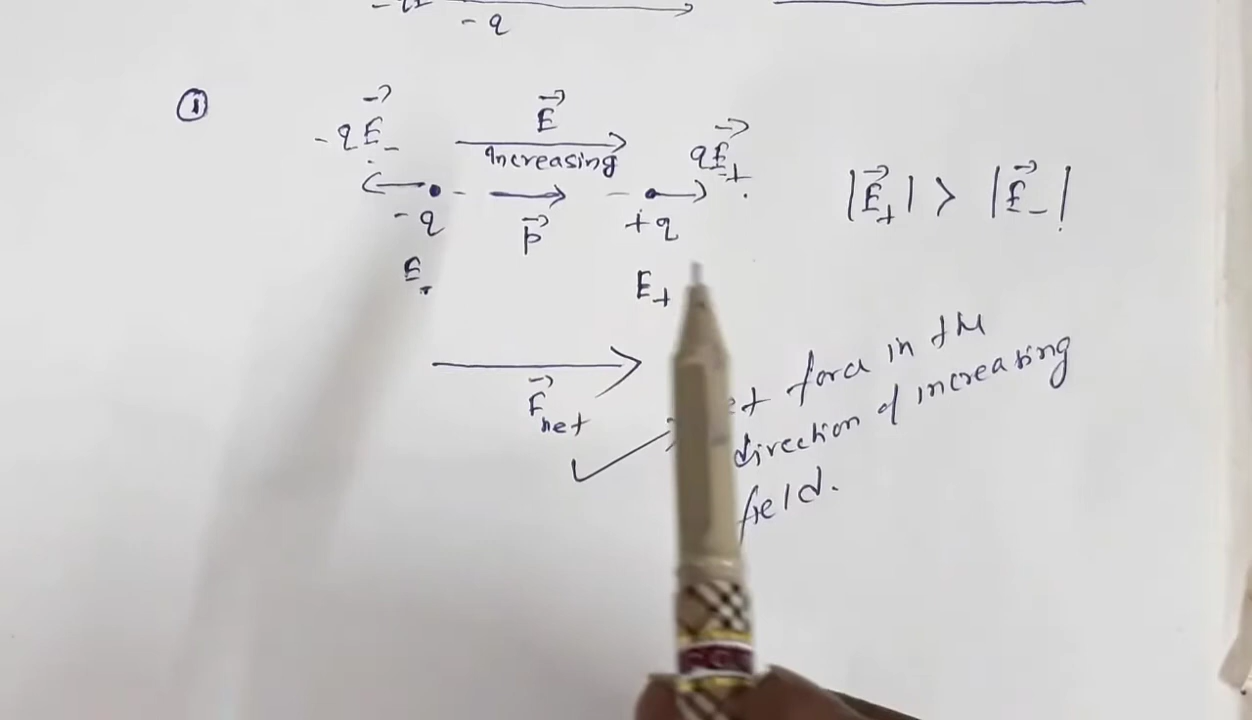 - q
①
-qE⃗₋
E⃗
Increasing
qE⃗₊
|E⃗₊| > |E⃗₋|
-q
p⃗
+q
E₋
E₊
F⃗net
force in the
direction of increasing
field.